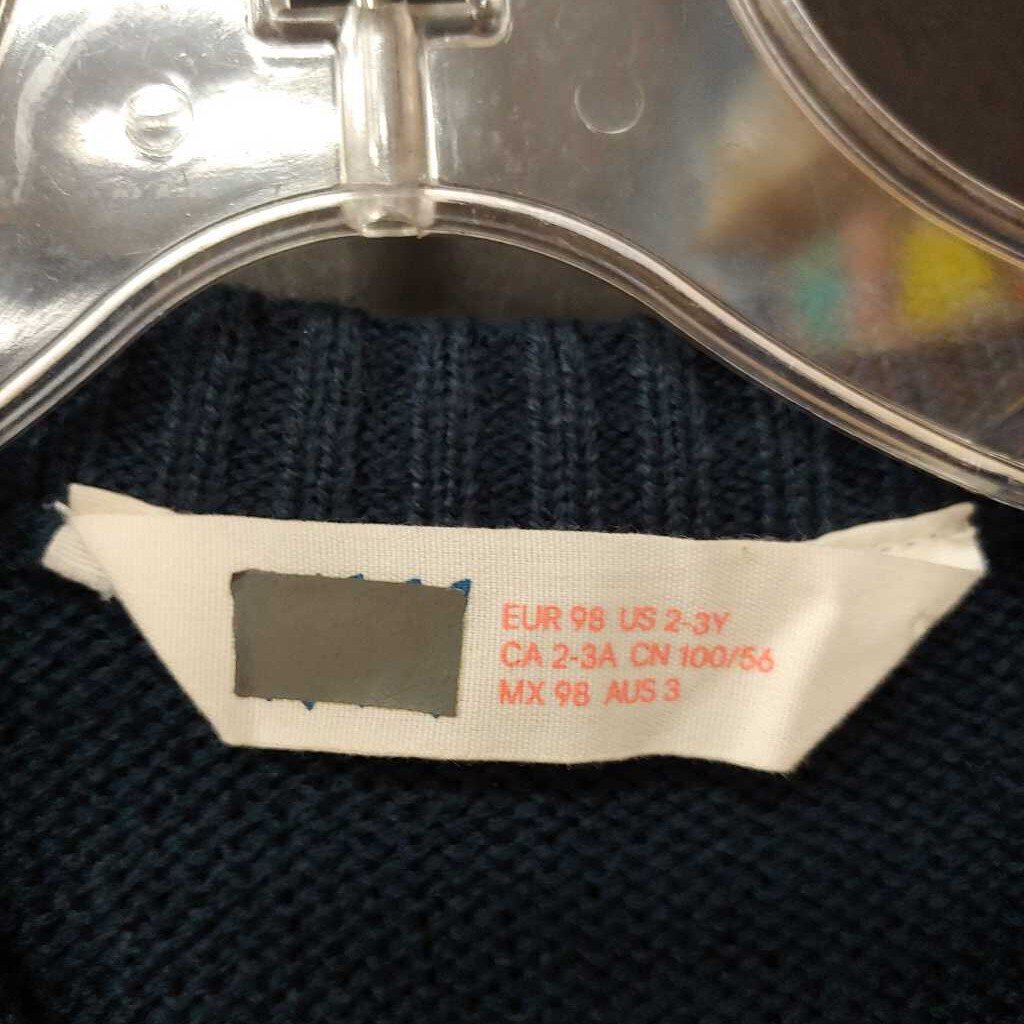 EUR 98 US 2-3Y
CA 2-3A CN 100/56
MX 98 AUS 3